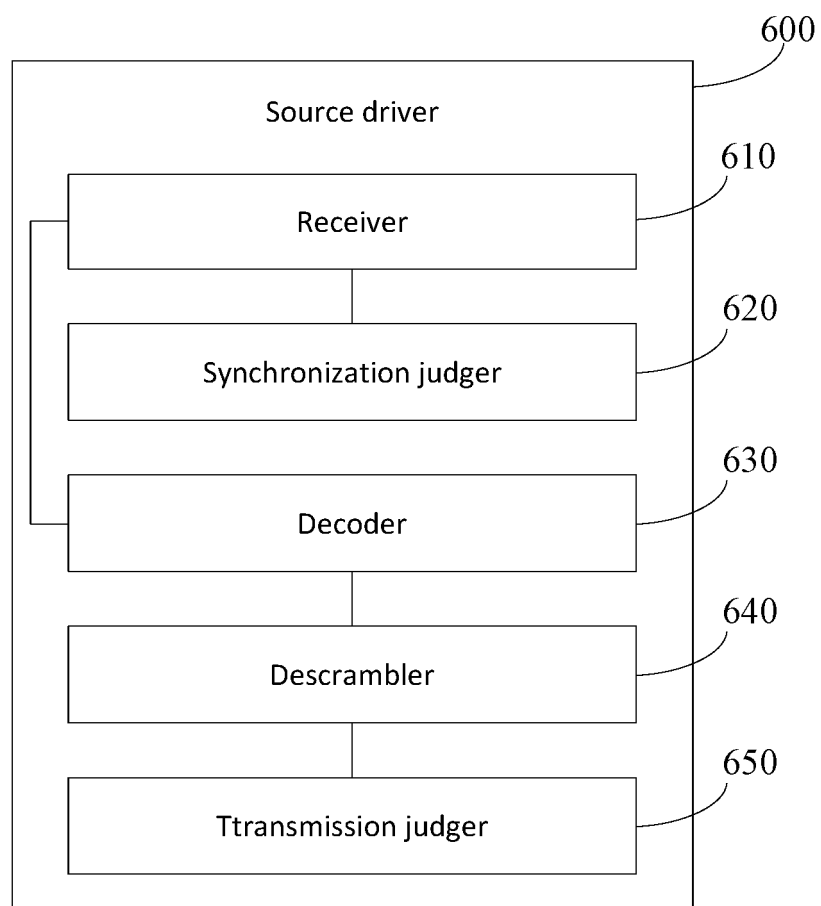 600
Source driver
610
Receiver
620
Synchronization judger
630
Decoder
640
Descrambler
650
Ttransmission judger